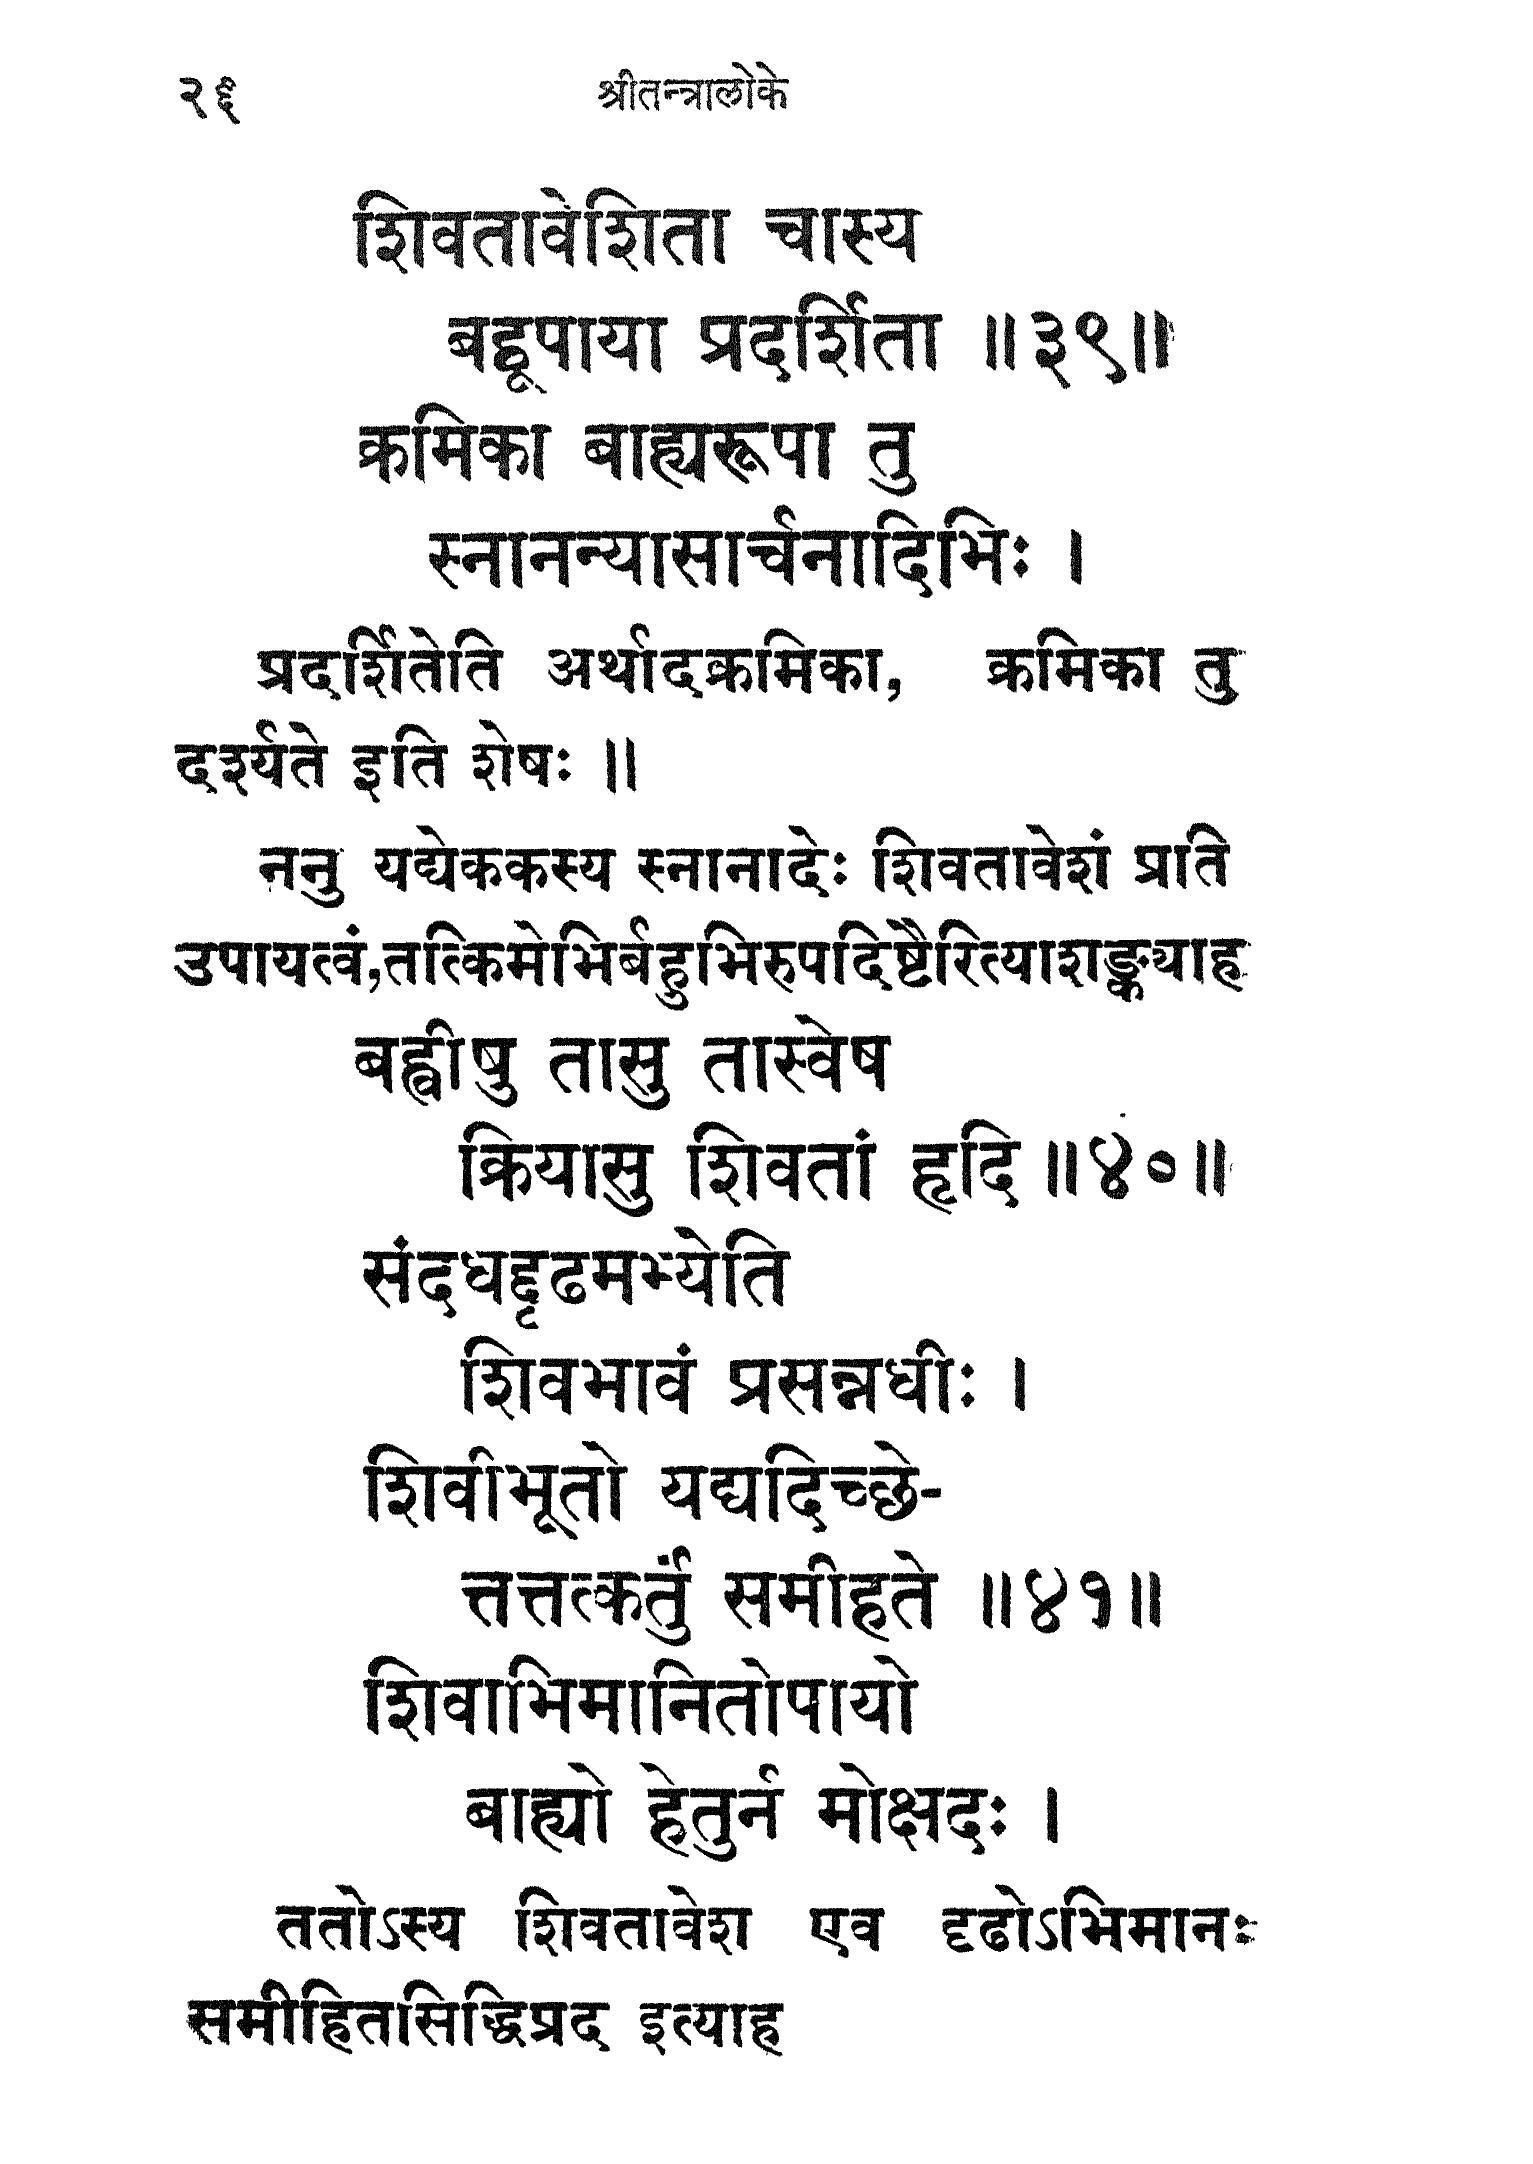 २६ श्रीतन्त्रालोके
शिवतावेशिता चास्य
बहूपाया प्रदर्शिता ॥३९॥
क्रमिका बाह्यरूपा तु
स्नानन्यासार्चनादिभिः ।
प्रदर्शितेति अर्थादक्रमिका, क्रमिका तु
दर्श्यते इति शेषः ॥
ननु यद्येककस्य स्नानादेः शिवतावेशं प्रति
उपायत्वं,तत्किमेभिर्बहुभिरुपदिष्टैरित्याशङ्क्याह
बह्वीषु तासु तास्वेष
क्रियासु शिवतां हृदि ॥४०॥
संदधद्दृढमभ्येति
शिवभावं प्रसन्नधीः ।
शिवीभूतो यद्यदिच्छे-
त्तत्तत्कर्तुं समीहते ॥४१॥
शिवाभिमानितोपायो
बाह्यो हेतुर्न मोक्षदः ।
ततोऽस्य शिवतावेश एव दृढोऽभिमानः
समीहितसिद्धिप्रद इत्याह